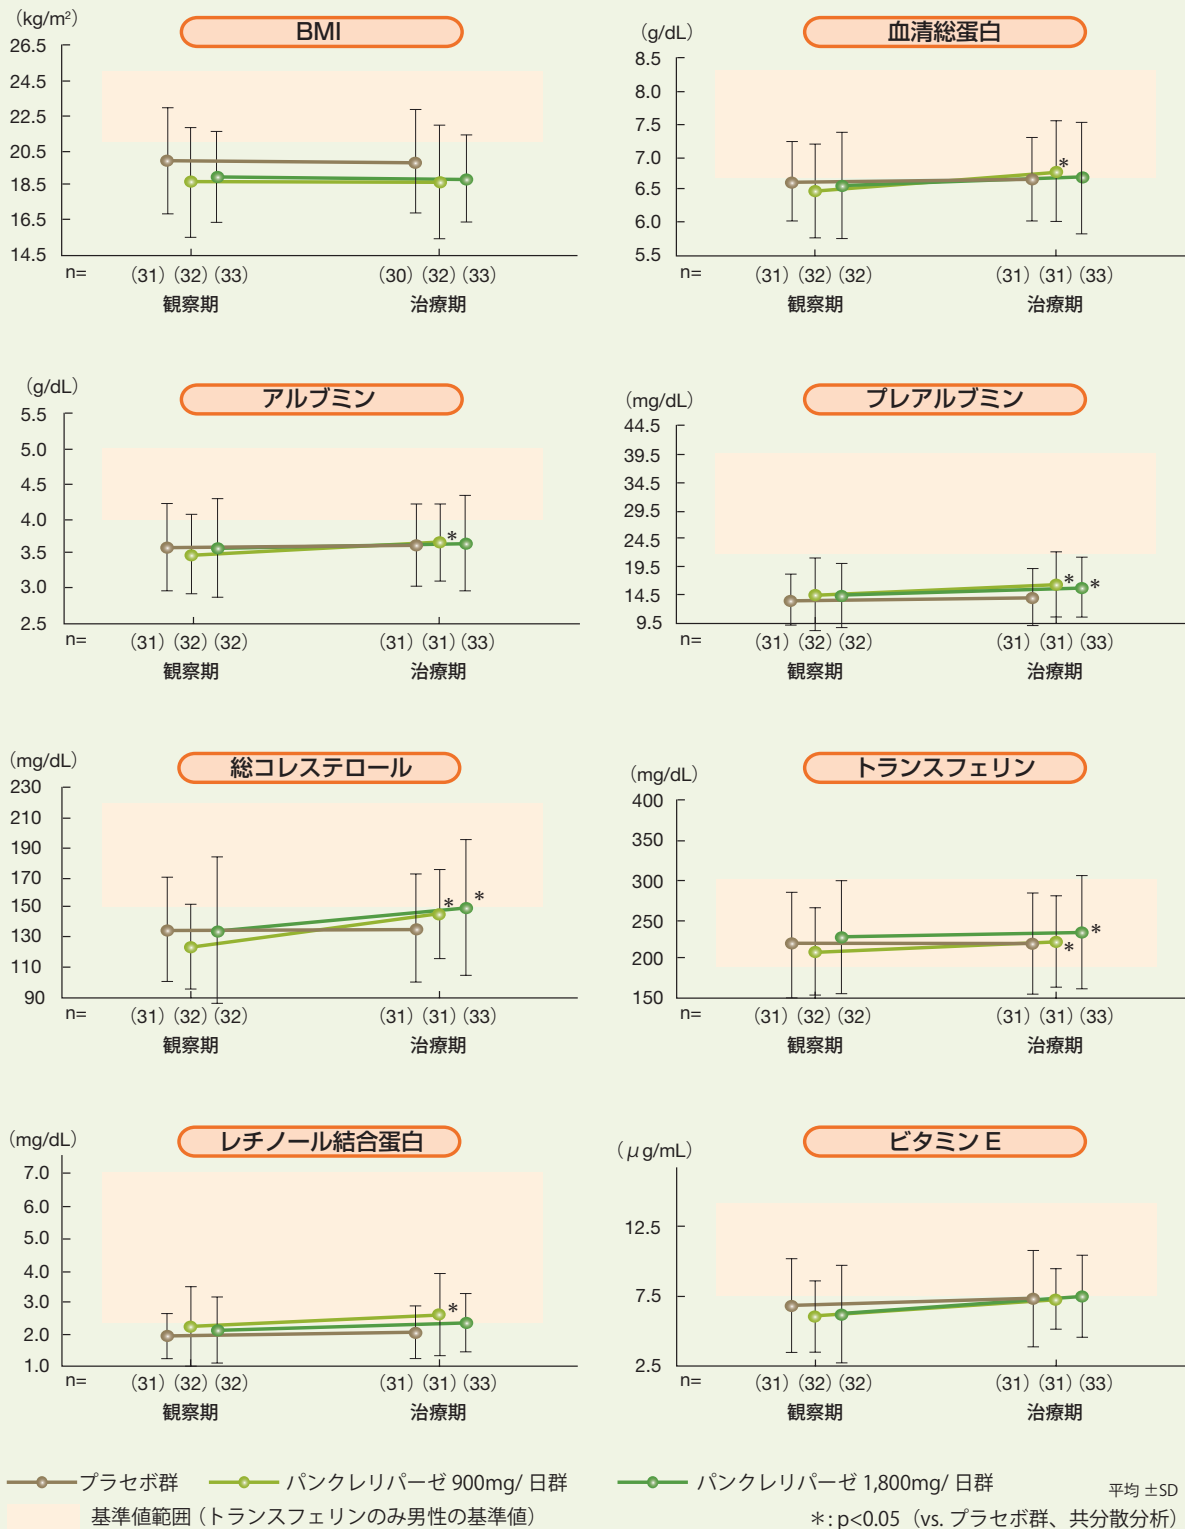 BMI
(kg/m²)
26.5
24.5
22.5
20.5
18.5
16.5
14.5
n= (31) (32) (33) (30) (32) (33)
観察期 治療期
血清総蛋白
(g/dL)
8.5
8.0
7.5
7.0
6.5
6.0
5.5
*
(31) (32) (32) (31) (31) (33)
n=
観察期 治療期
アルブミン
(g/dL)
5.5
5.0
4.5
4.0
3.5
3.0
2.5
*
n= (31) (32) (32) (31) (31) (33)
観察期 治療期
プレアルブミン
(mg/dL)
44.5
39.5
34.5
29.5
24.5
19.5
14.5
9.5
* *
n= (31) (32) (32) (31) (31) (33)
観察期 治療期
総コレステロール
(mg/dL)
230
210
190
170
150
130
110
90
* *
n= (31) (32) (32) (31) (31) (33)
観察期 治療期
トランスフェリン
(mg/dL)
400
350
300
250
200
150
* *
n= (31) (32) (32) (31) (31) (33)
観察期 治療期
レチノール結合蛋白
(mg/dL)
7.0
6.0
5.0
4.0
3.0
2.0
1.0
*
n= (31) (32) (32) (31) (31) (33)
観察期 治療期
ビタミン E
(μg/mL)
12.5
7.5
2.5
n= (31) (32) (32) (31) (31) (33)
観察期 治療期
プラセボ群 パンクレリパーゼ 900mg/ 日群 パンクレリパーゼ 1,800mg/ 日群
平均 ±SD
基準値範囲(トランスフェリンのみ男性の基準値)
*: p<0.05(vs. プラセボ群、共分散分析)